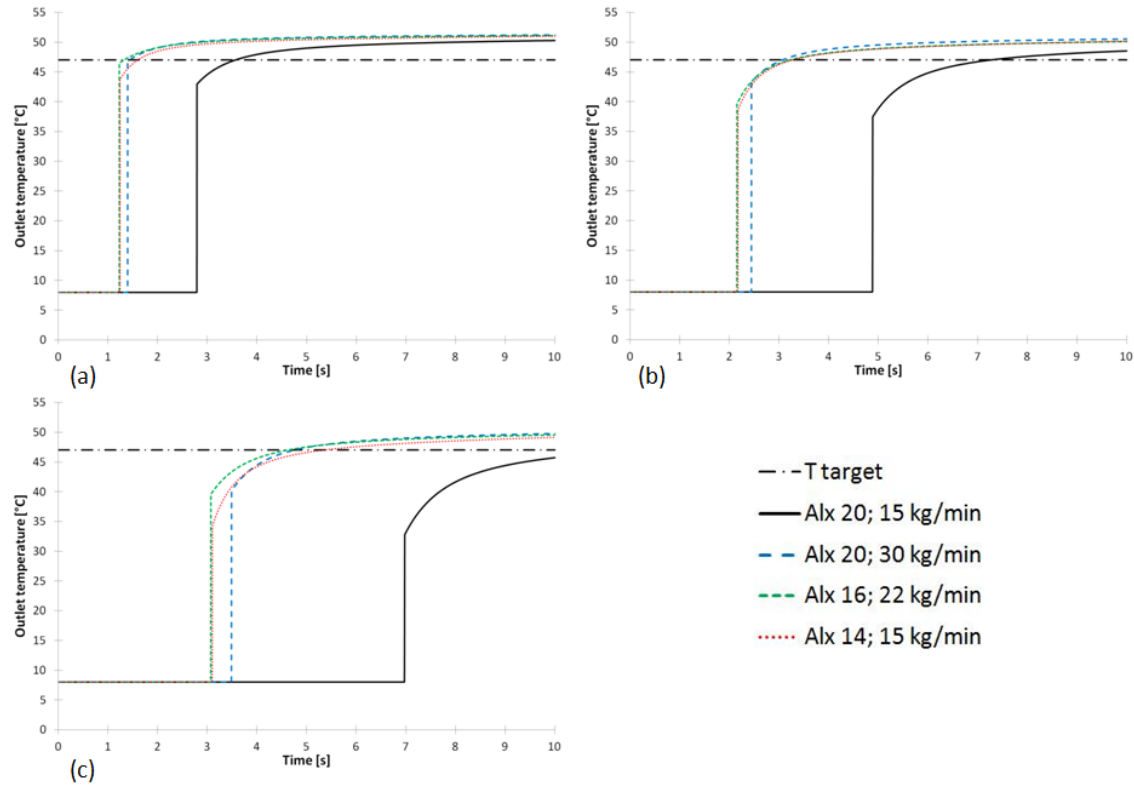 55
50
45
40
35
30
25
20
15
10
5
0
Outlet temperature [°C]
0 1 2 3 4 5 6 7 8 9 10
Time [s]
(a)
55
50
45
40
35
30
25
20
15
10
5
0
Outlet temperature [°C]
0 1 2 3 4 5 6 7 8 9 10
Time [s]
(b)
55
50
45
40
35
30
25
20
15
10
5
0
Outlet temperature [°C]
0 1 2 3 4 5 6 7 8 9 10
Time [s]
(c)
T target
Alx 20; 15 kg/min
Alx 20; 30 kg/min
Alx 16; 22 kg/min
Alx 14; 15 kg/min